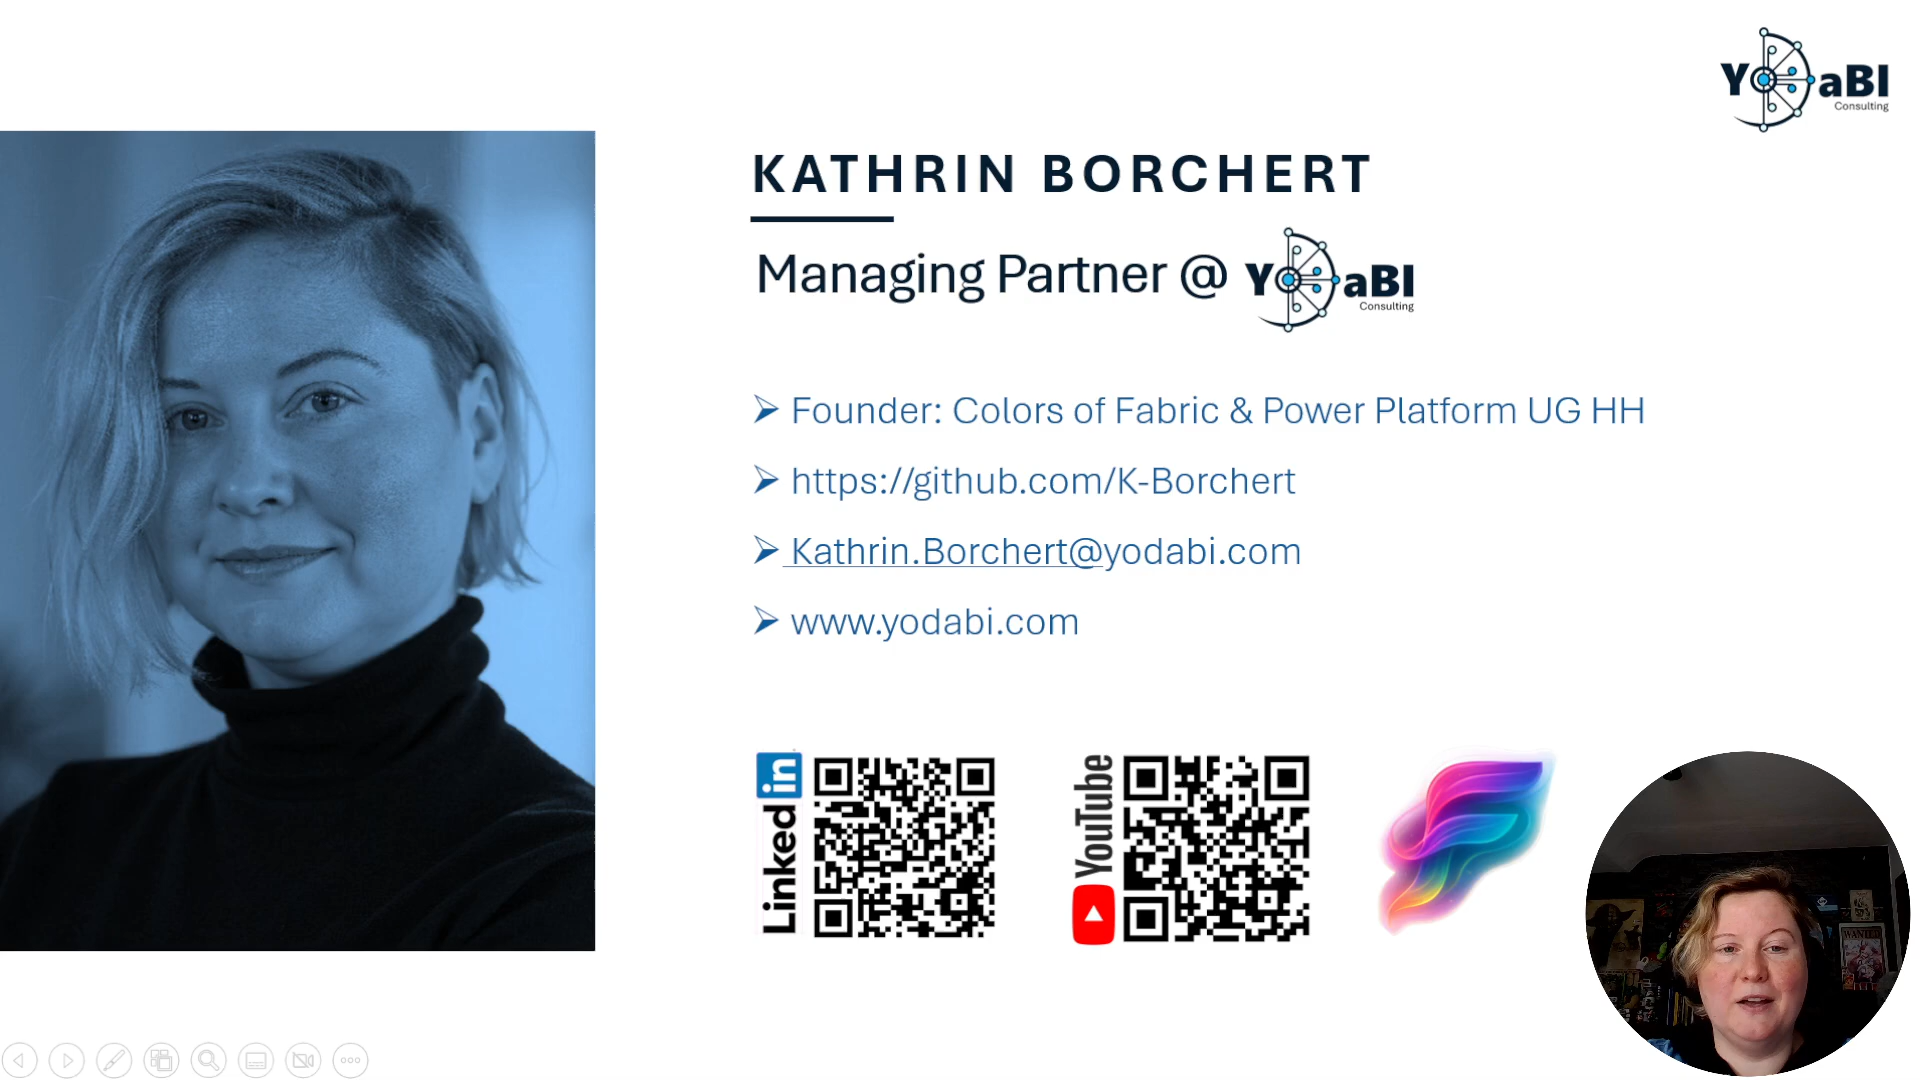 YodaBI
Consulting
KATHRIN BORCHERT
Managing Partner @ YodaBI
Consulting
Founder: Colors of Fabric & Power Platform UG HH
https://github.com/K-Borchert
Kathrin.Borchert@yodabi.com
www.yodabi.com
Linked in
YouTube
WANTED